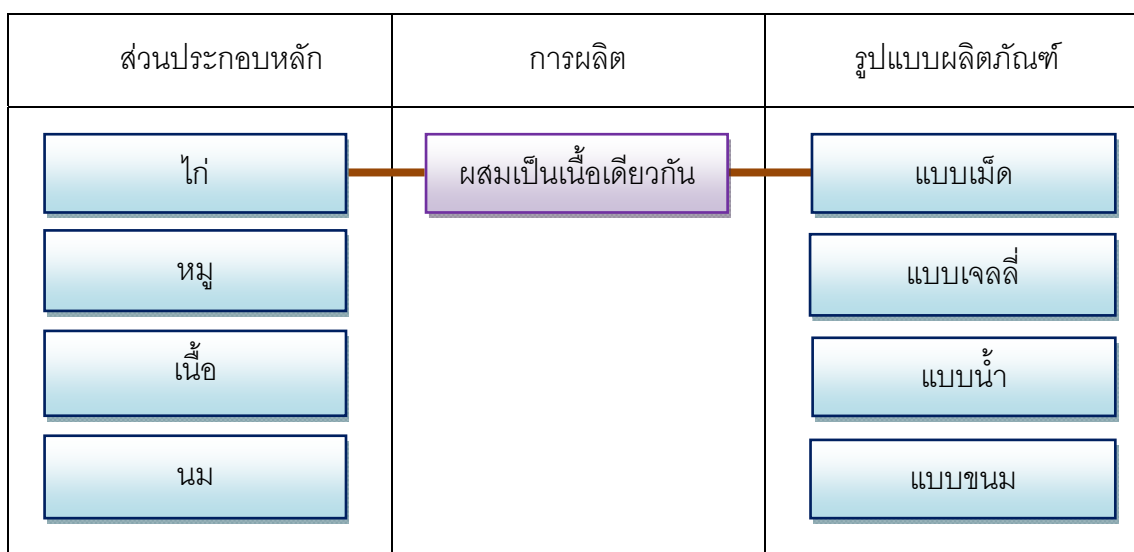 ส่วนประกอบหลัก การผลิต รูปแบบผลิตภัณฑ์
ไก่ ผสมเป็นเนื้อเดียวกัน แบบเม็ด
หมู แบบเจลลี่
เนื้อ แบบน้ำ
นม แบบขนม